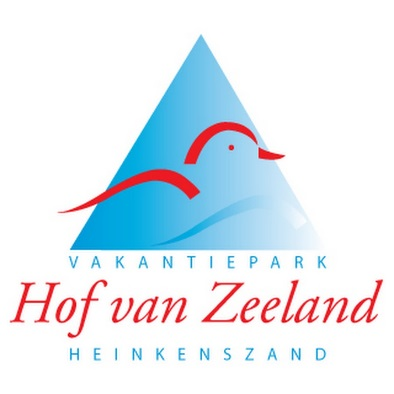 VAKANTIEPARK
Hof van Zeeland
HEINKENSZAND